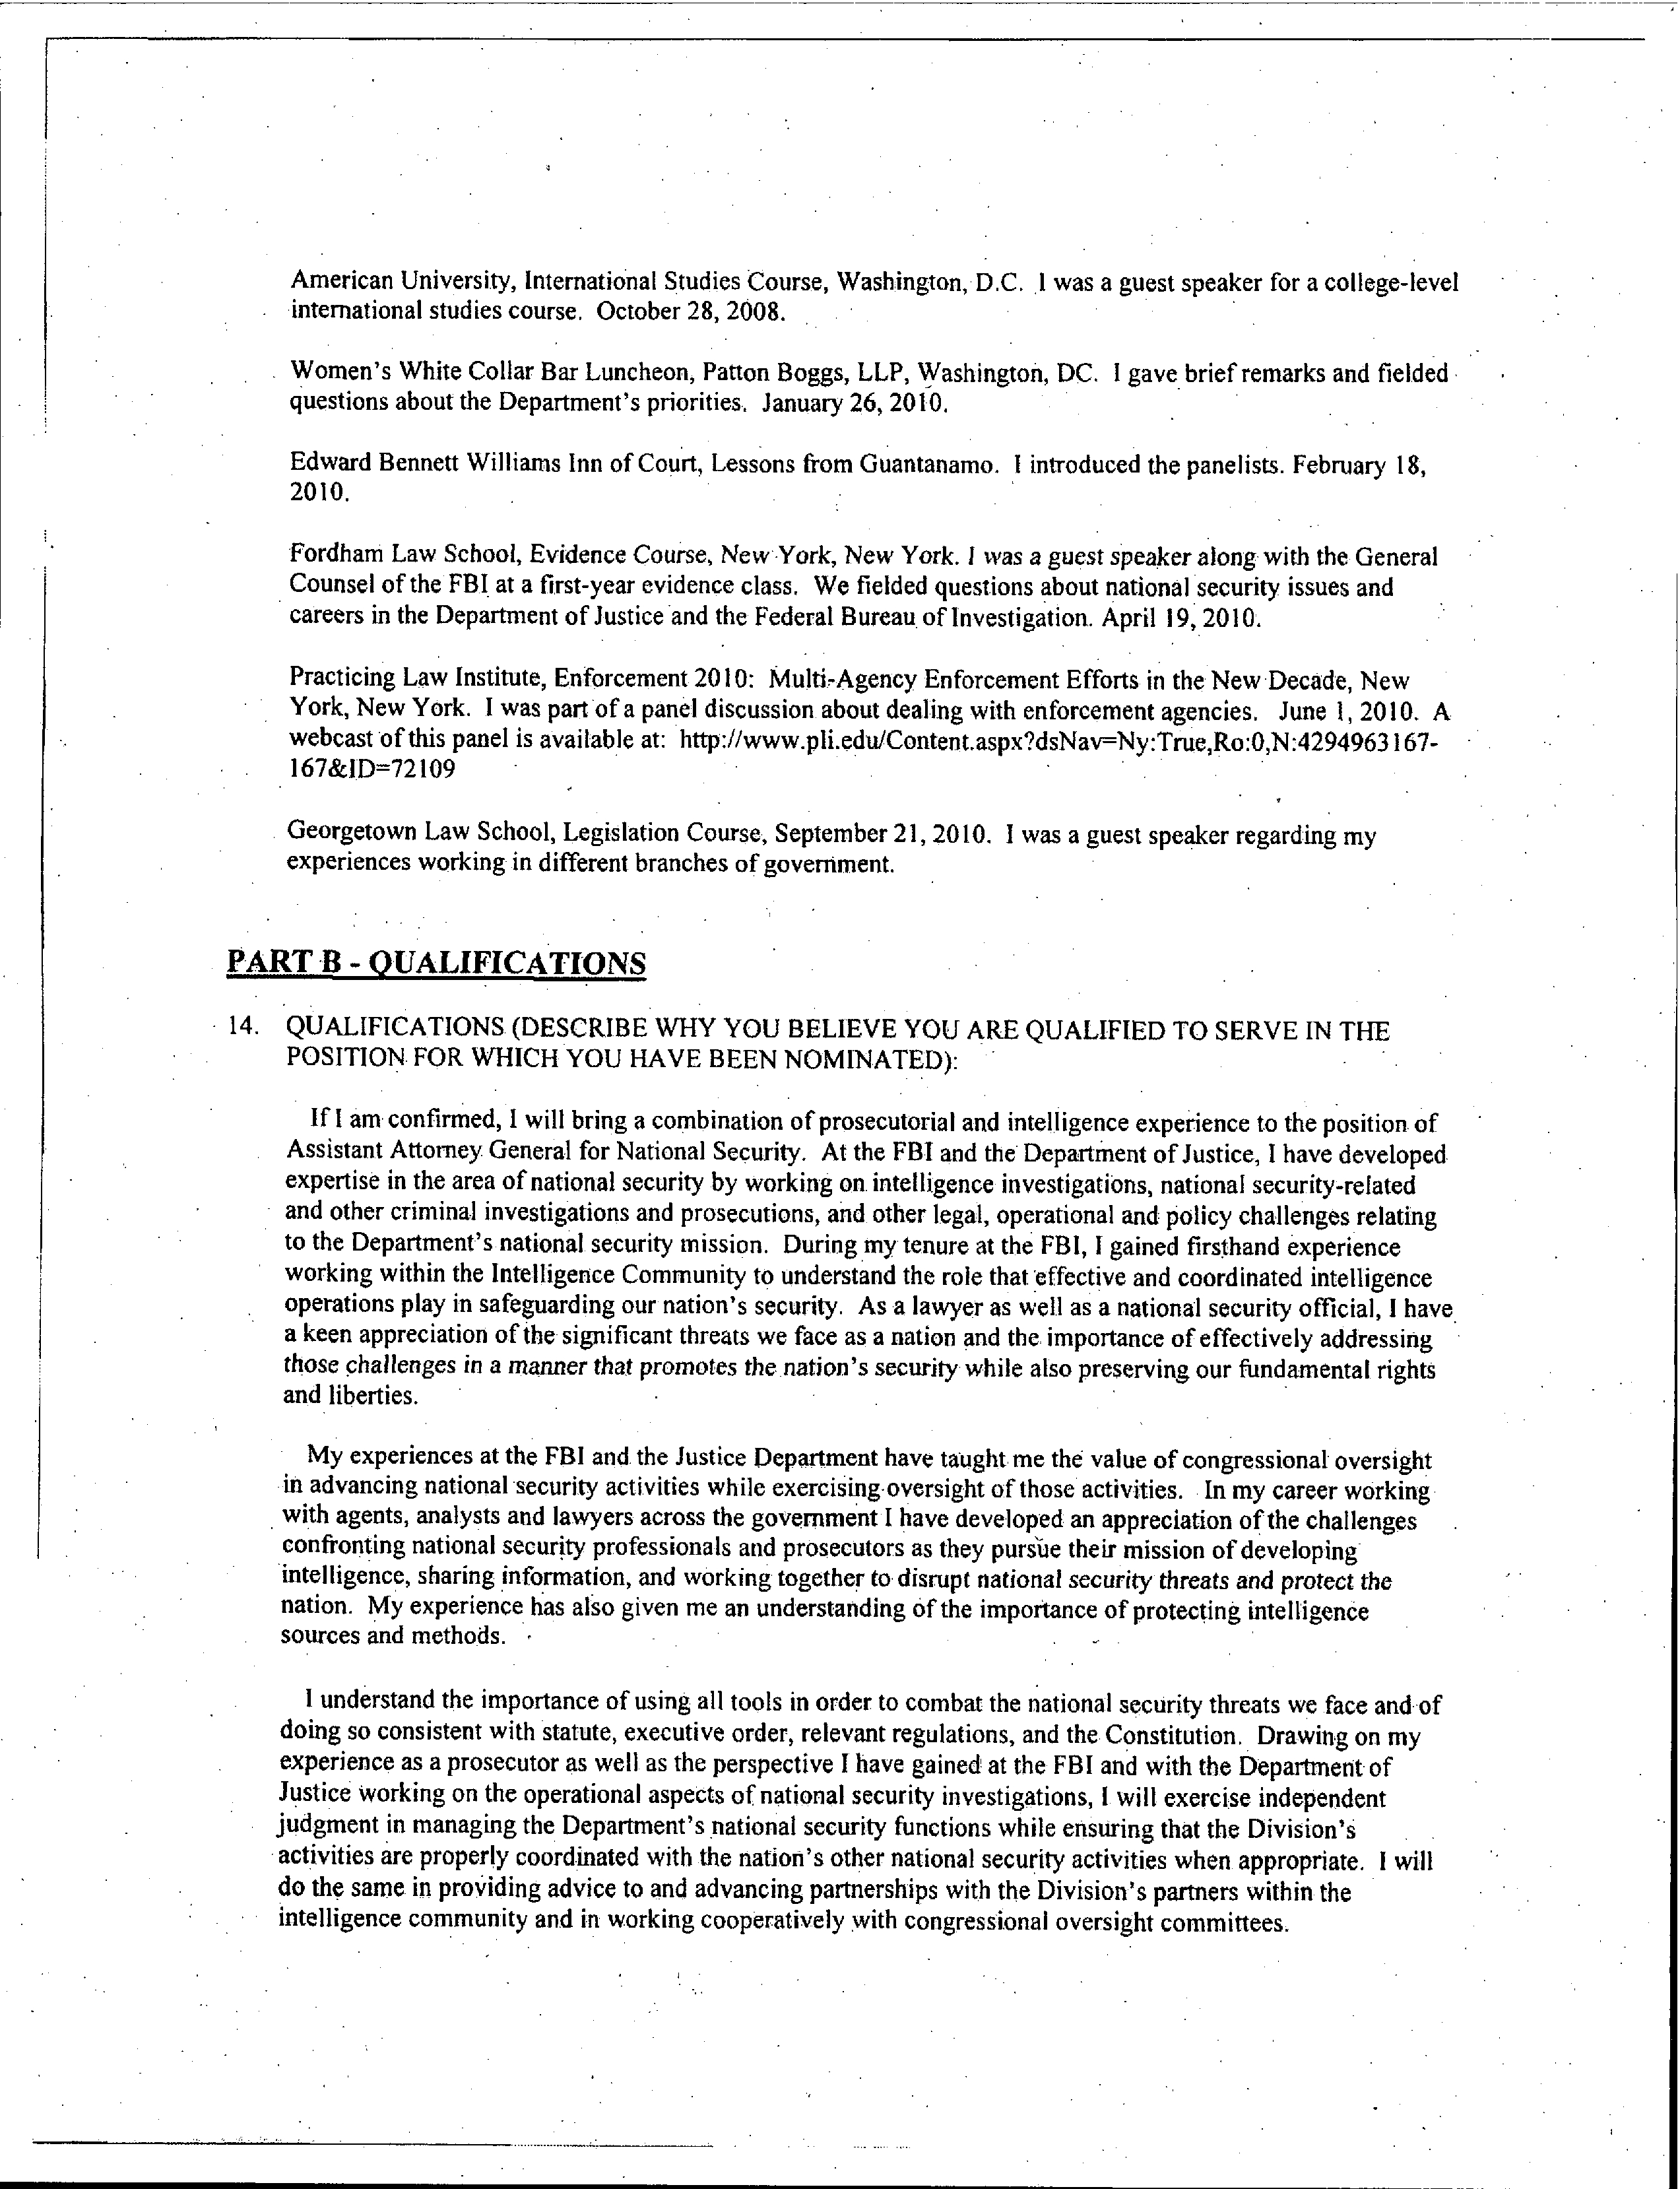 American University, International Studies Course, Washington, D.C. I was a guest speaker for a college-level
international studies course. October 28, 2008.
Women's White Collar Bar Luncheon, Patton Boggs, LLP, Washington, DC. I gave brief remarks and fielded
questions about the Department's priorities. January 26, 2010.
Edward Bennett Williams Inn of Court, Lessons from Guantanamo. I introduced the panelists. February 18,
2010.
Fordham Law School, Evidence Course, New York, New York. I was a guest speaker along with the General
Counsel of the FBI at a first-year evidence class. We fielded questions about national security issues and
careers in the Department of Justice and the Federal Bureau of Investigation. April 19, 2010.
Practicing Law Institute, Enforcement 2010: Multi-Agency Enforcement Efforts in the New Decade, New
York, New York. I was part of a panel discussion about dealing with enforcement agencies. June 1, 2010. A
webcast of this panel is available at: http://www.pli.edu/Content.aspx?dsNav=Ny:True,Ro:0,N:4294963167-
167&ID=72109
Georgetown Law School, Legislation Course, September 21, 2010. I was a guest speaker regarding my
experiences working in different branches of government.
PART B - QUALIFICATIONS
14. QUALIFICATIONS (DESCRIBE WHY YOU BELIEVE YOU ARE QUALIFIED TO SERVE IN THE
POSITION FOR WHICH YOU HAVE BEEN NOMINATED):
If I am confirmed, I will bring a combination of prosecutorial and intelligence experience to the position of
Assistant Attorney General for National Security. At the FBI and the Department of Justice, I have developed
expertise in the area of national security by working on intelligence investigations, national security-related
and other criminal investigations and prosecutions, and other legal, operational and policy challenges relating
to the Department's national security mission. During my tenure at the FBI, I gained firsthand experience
working within the Intelligence Community to understand the role that effective and coordinated intelligence
operations play in safeguarding our nation's security. As a lawyer as well as a national security official, I have
a keen appreciation of the significant threats we face as a nation and the importance of effectively addressing
those challenges in a manner that promotes the nation's security while also preserving our fundamental rights
and liberties.
My experiences at the FBI and the Justice Department have taught me the value of congressional oversight
in advancing national security activities while exercising oversight of those activities. In my career working
with agents, analysts and lawyers across the government I have developed an appreciation of the challenges
confronting national security professionals and prosecutors as they pursue their mission of developing
intelligence, sharing information, and working together to disrupt national security threats and protect the
nation. My experience has also given me an understanding of the importance of protecting intelligence
sources and methods.
I understand the importance of using all tools in order to combat the national security threats we face and of
doing so consistent with statute, executive order, relevant regulations, and the Constitution. Drawing on my
experience as a prosecutor as well as the perspective I have gained at the FBI and with the Department of
Justice working on the operational aspects of national security investigations, I will exercise independent
judgment in managing the Department's national security functions while ensuring that the Division's
activities are properly coordinated with the nation's other national security activities when appropriate. I will
do the same in providing advice to and advancing partnerships with the Division's partners within the
intelligence community and in working cooperatively with congressional oversight committees.